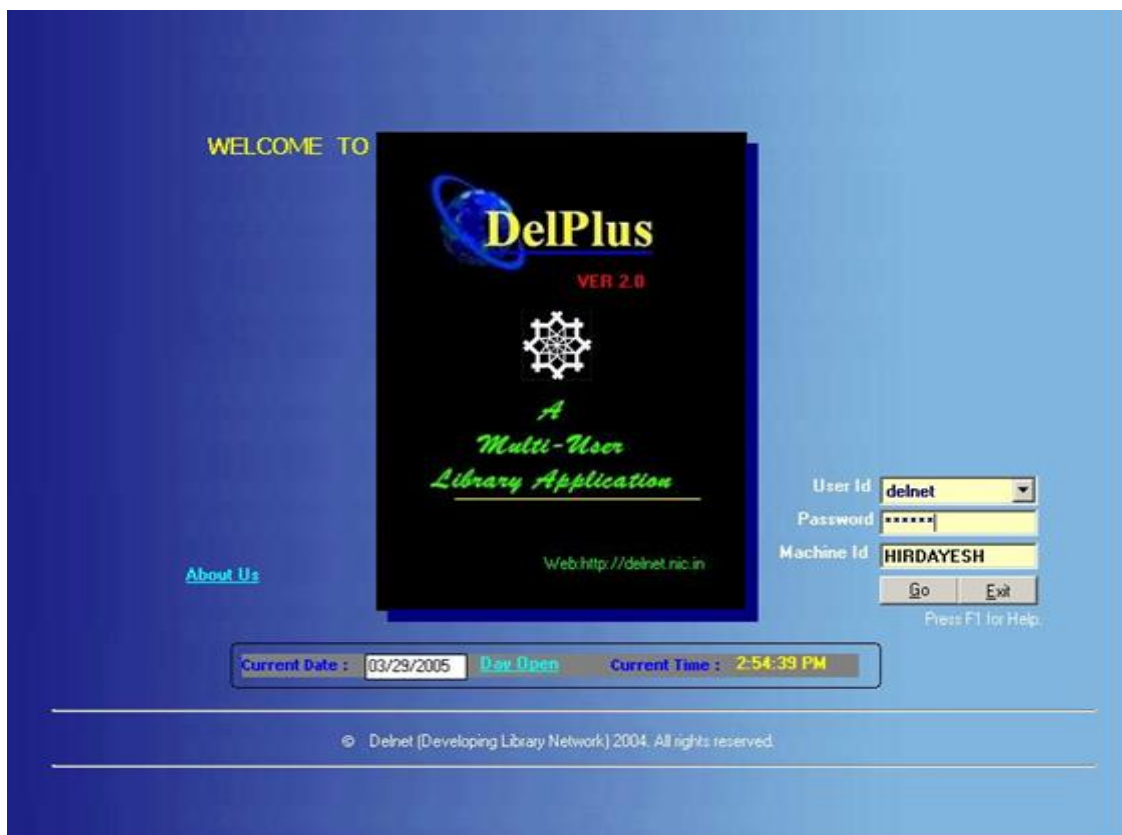 WELCOME TO
DelPlus
VER 2.0
A
Multi-User
Library Application
Web:http://delnet.nic.in
User Id delnet
Password ******
Machine Id HIRDAYESH
Go Exit
Press F1 for Help.
About Us
Current Date : 03/29/2005 Day Open Current Time : 2:54:39 PM
© Delnet (Developing Library Network) 2004. All rights reserved.